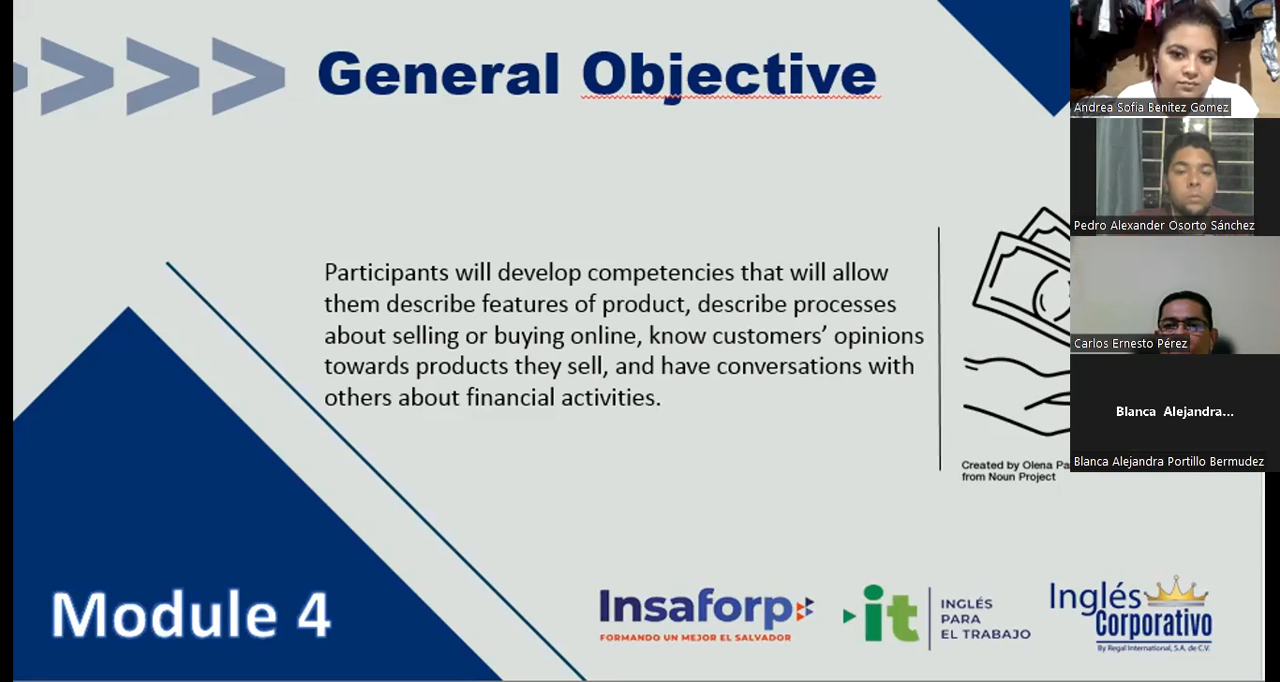 General Objective
Participants will develop competencies that will allow
them describe features of product, describe processes
about selling or buying online, know customers’ opinions
towards products they sell, and have conversations with
others about financial activities.
Created by Olena
from Noun Project
Module 4
Insaforp
FORMANDO UN MEJOR EL SALVADOR
it
INGLÉS
PARA
EL TRABAJO
Inglés
Corporativo
By Regal International, S.A. de C.V.
Andrea Sofia Benitez Gomez
Pedro Alexander Osorto Sánchez
Carlos Ernesto Pérez
Blanca Alejandra...
Blanca Alejandra Portillo Bermudez